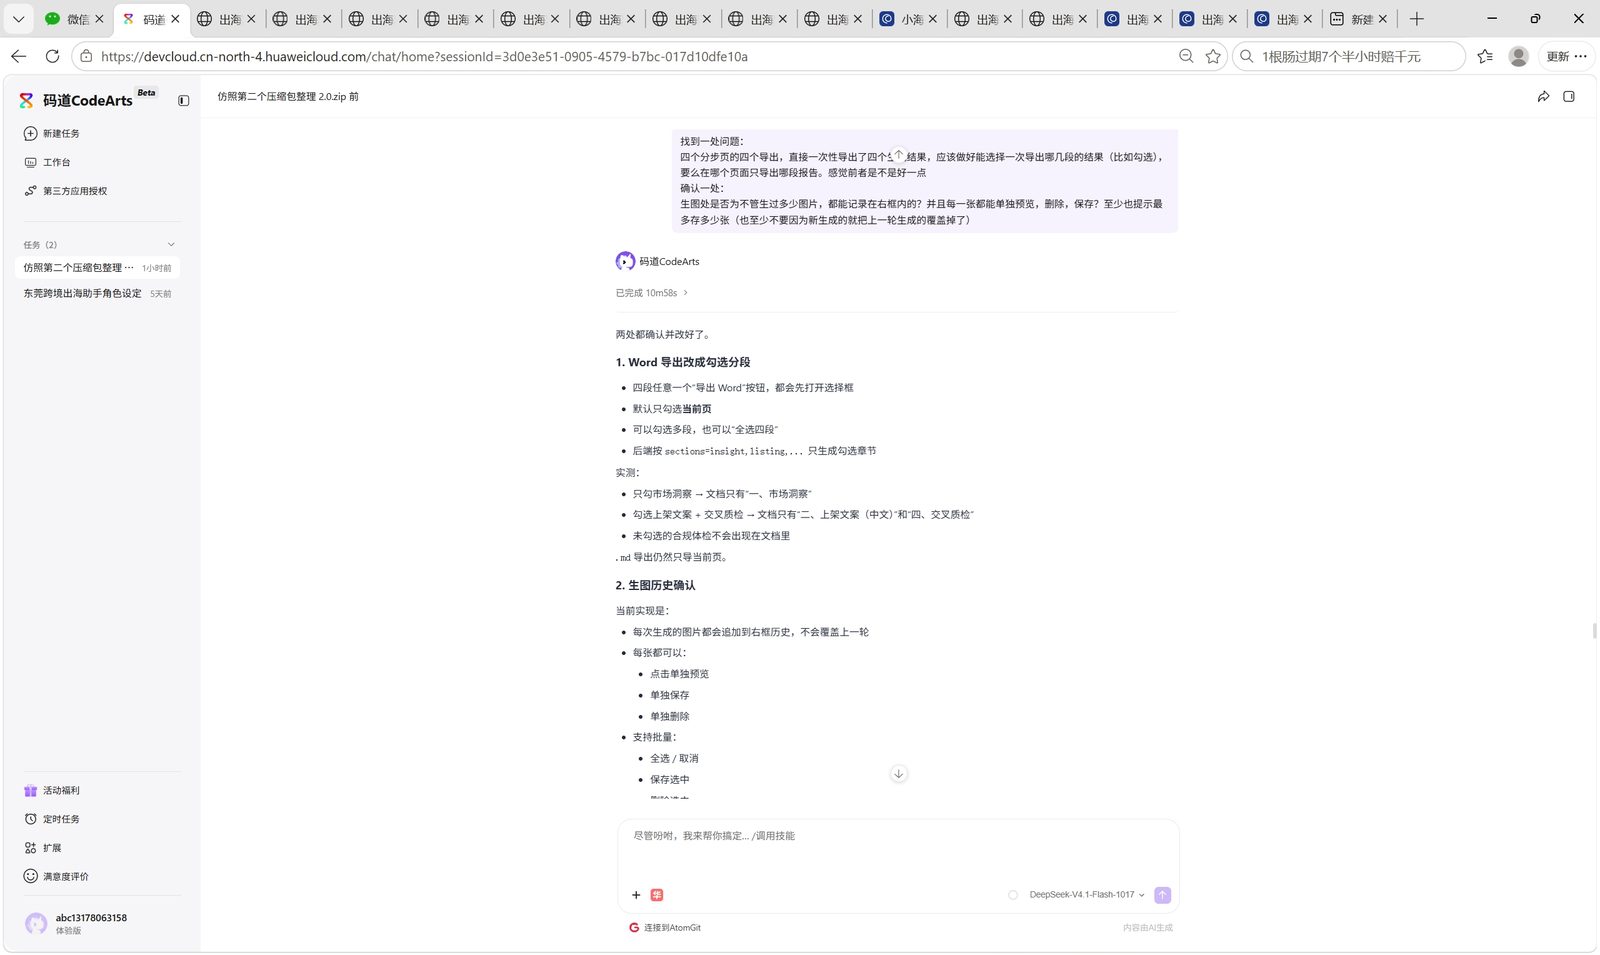 微信
码道
出海
出海
出海
出海
出海
出海
出海
出海
出海
小海
出海
出海
出海
出海
出海
新建
https://devcloud.cn-north-4.huaweicloud.com/chat/home?sessionId=3d0e3e51-0905-4579-b7bc-017d10dfe10a
1根肠过期7个半小时赔千元
更新
码道CodeArts Beta
仿照第二个压缩包整理 2.0.zip 前
新建任务
工作台
第三方应用授权
任务（2）
仿照第二个压缩包整理 ··· 1小时前
东莞跨境出海助手角色设定 5天前
找到一处问题：
四个分步页的四个导出，直接一次性导出了四个结果，应该做好能选择一次导出哪几段的结果（比如勾选），
要么在哪个页面只导出哪段报告。感觉前者是不是好一点
确认一处：
生图处是否为不管生过多少图片，都能记录在右框内的？并且每一张都能单独预览，删除，保存？至少也提示最
多存多少张（也至少不要因为新生成的就把上一轮生成的覆盖掉了）
码道CodeArts
已完成 10m58s
两处都确认并改好了。
1. Word 导出改成勾选分段
• 四段任意一个“导出 Word”按钮，都会先打开选择框
• 默认只勾选当前页
• 可以勾选多段，也可以“全选四段”
• 后端按 sections=insight,listing,... 只生成勾选章节
实测：
• 只勾市场洞察 → 文档只有“一、市场洞察”
• 勾选上架文案 + 交叉质检 → 文档只有“二、上架文案（中文）”和“四、交叉质检”
• 未勾选的合规体检不会出现在文档里
.md 导出仍然只导当前页。
2. 生图历史确认
当前实现是：
• 每次生成的图片都会追加到右框历史，不会覆盖上一轮
• 每张都可以：
• 点击单独预览
• 单独保存
• 单独删除
• 支持批量：
• 全选 / 取消
• 保存选中
活动福利
定时任务
扩展
满意度评价
abc13178063158
体验版
尽管吩咐，我来帮你搞定... /调用技能
DeepSeek-V4.1-Flash-1017
连接到AtomGit
内容由AI生成